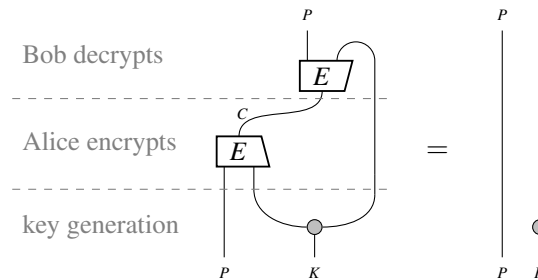 P P
Bob decrypts
E
C
Alice encrypts
E
=
key generation
P K P